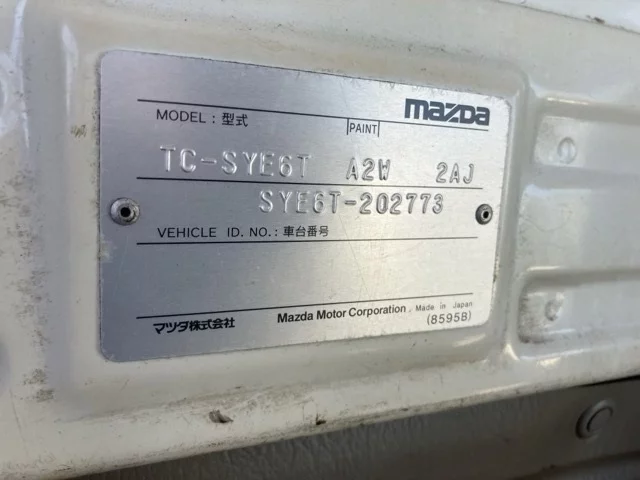 mazda
MODEL : 型式 PAINT
TC-SYE6T A2W 2AJ
SYE6T-202773
VEHICLE ID. NO. : 車台番号
マツダ株式会社 Mazda Motor Corporation . Made in Japan
(8595B)